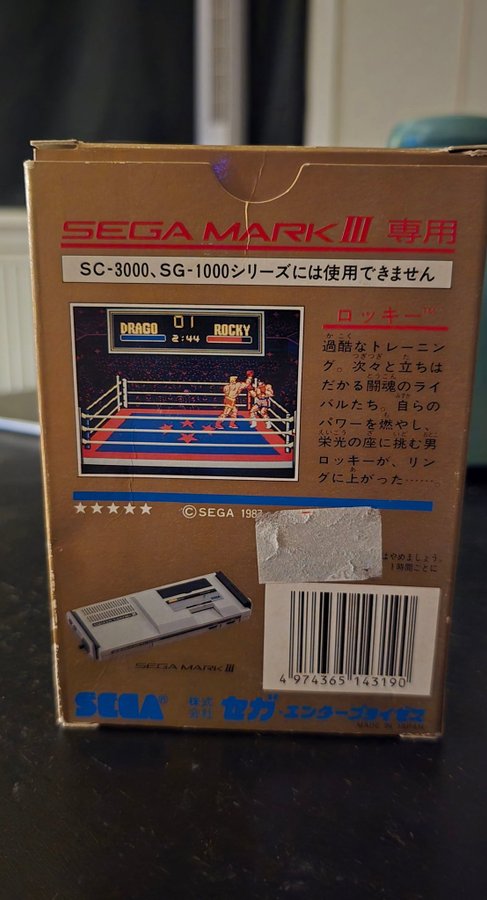 SEGA MARK III 専用
SC-3000、SG-1000シリーズには使用できません
DRAGO 01 ROCKY
2:44
ロッキー™
過酷なトレーニン
グ。次々と立ちは
だかる闘魂のライ
バルたち。自らの
パワーを燃やし、
栄光の座に挑む男
ロッキーが、リン
グに上がった……
★★★★★
©SEGA 1987
はやめましょう。
1時間ごとに
SEGA MARK III
4 974365 143190
SEGA® 株式会社 セガ・エンタープライゼス
MADE IN JAPAN